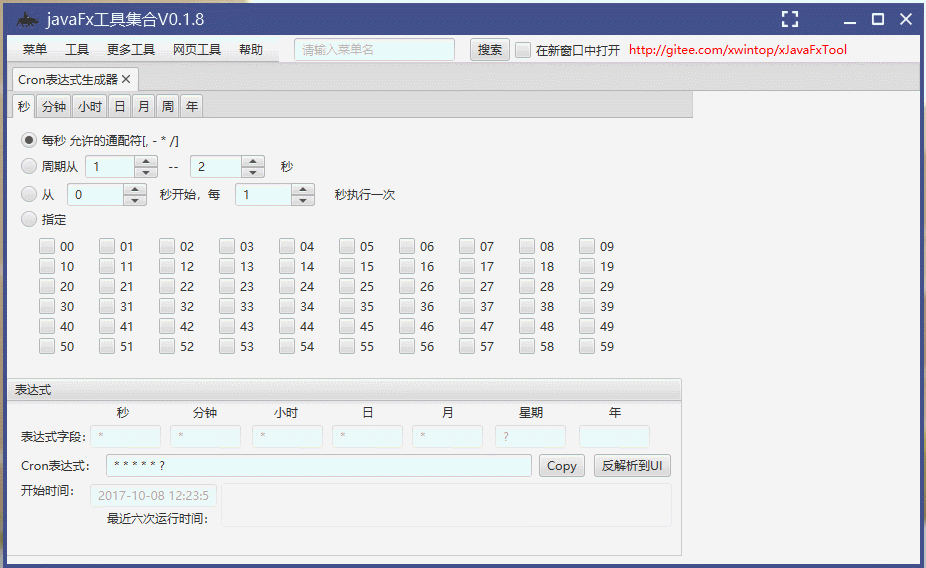 javaFx工具集合V0.1.8
菜单 工具 更多工具 网页工具 帮助 请输入菜单名 搜索 在新窗口中打开 http://gitee.com/xwintop/xJavaFxTool
Cron表达式生成器
秒 分钟 小时 日 月 周 年
每秒 允许的通配符[, - * /]
周期从 1 -- 2 秒
从 0 秒开始，每 1 秒执行一次
指定
00 01 02 03 04 05 06 07 08 09
10 11 12 13 14 15 16 17 18 19
20 21 22 23 24 25 26 27 28 29
30 31 32 33 34 35 36 37 38 39
40 41 42 43 44 45 46 47 48 49
50 51 52 53 54 55 56 57 58 59
表达式
秒 分钟 小时 日 月 星期 年
表达式字段： * * * * * ?
Cron表达式： * * * * * ? Copy 反解析到UI
开始时间： 2017-10-08 12:23:5
最近六次运行时间：